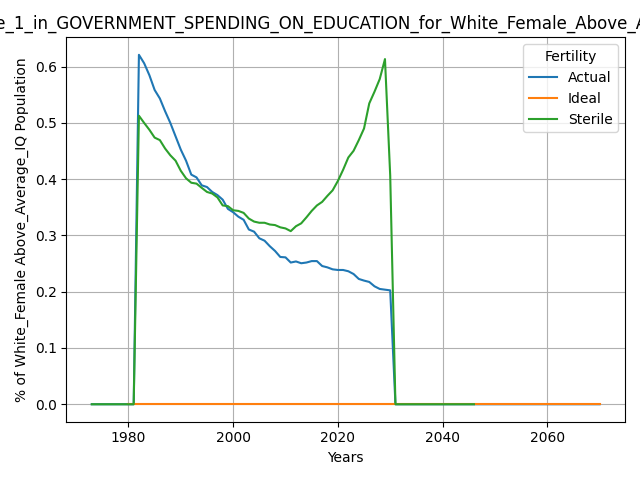 e_1_in_GOVERNMENT_SPENDING_ON_EDUCATION_for_White_Female_Above_A
Fertility
Actual
Ideal
Sterile
% of White_Female Above_Average_IQ Population
0.6
0.5
0.4
0.3
0.2
0.1
0.0
1980 2000 2020 2040 2060
Years